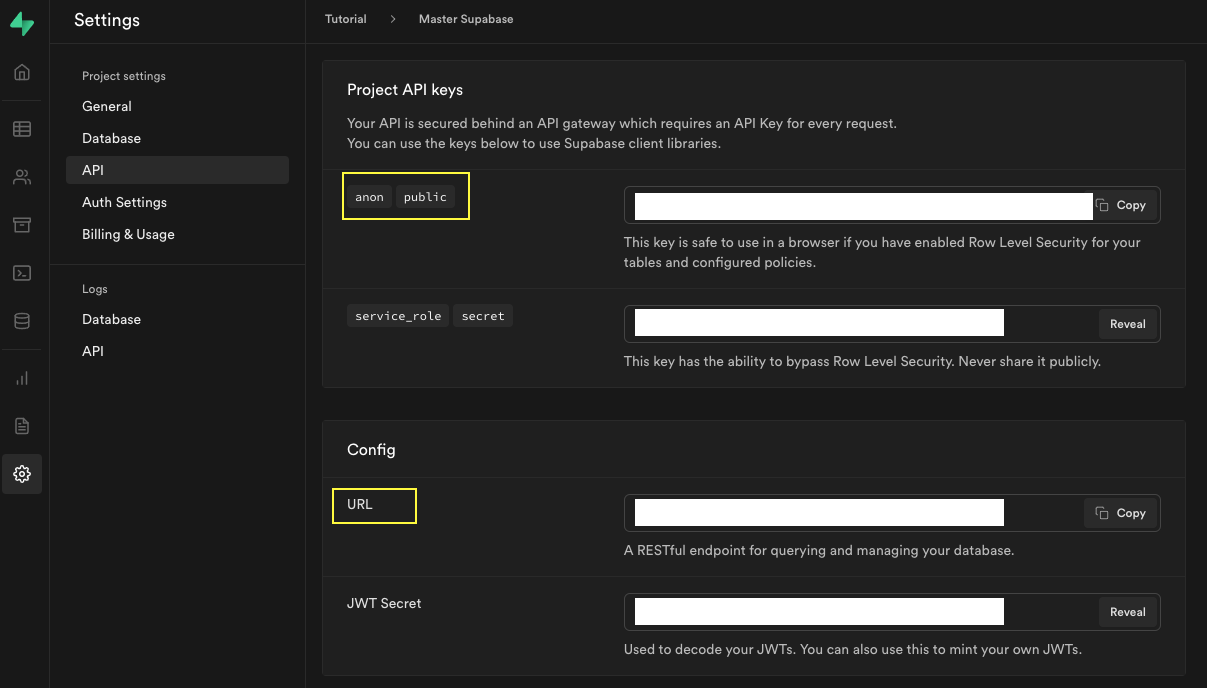 Settings
Tutorial > Master Supabase
Project settings
General
Database
API
Auth Settings
Billing & Usage
Logs
Database
API
Project API keys
Your API is secured behind an API gateway which requires an API Key for every request.
You can use the keys below to use Supabase client libraries.
anon public
Copy
This key is safe to use in a browser if you have enabled Row Level Security for your
tables and configured policies.
service_role secret
Reveal
This key has the ability to bypass Row Level Security. Never share it publicly.
Config
URL
Copy
A RESTful endpoint for querying and managing your database.
JWT Secret
Reveal
Used to decode your JWTs. You can also use this to mint your own JWTs.